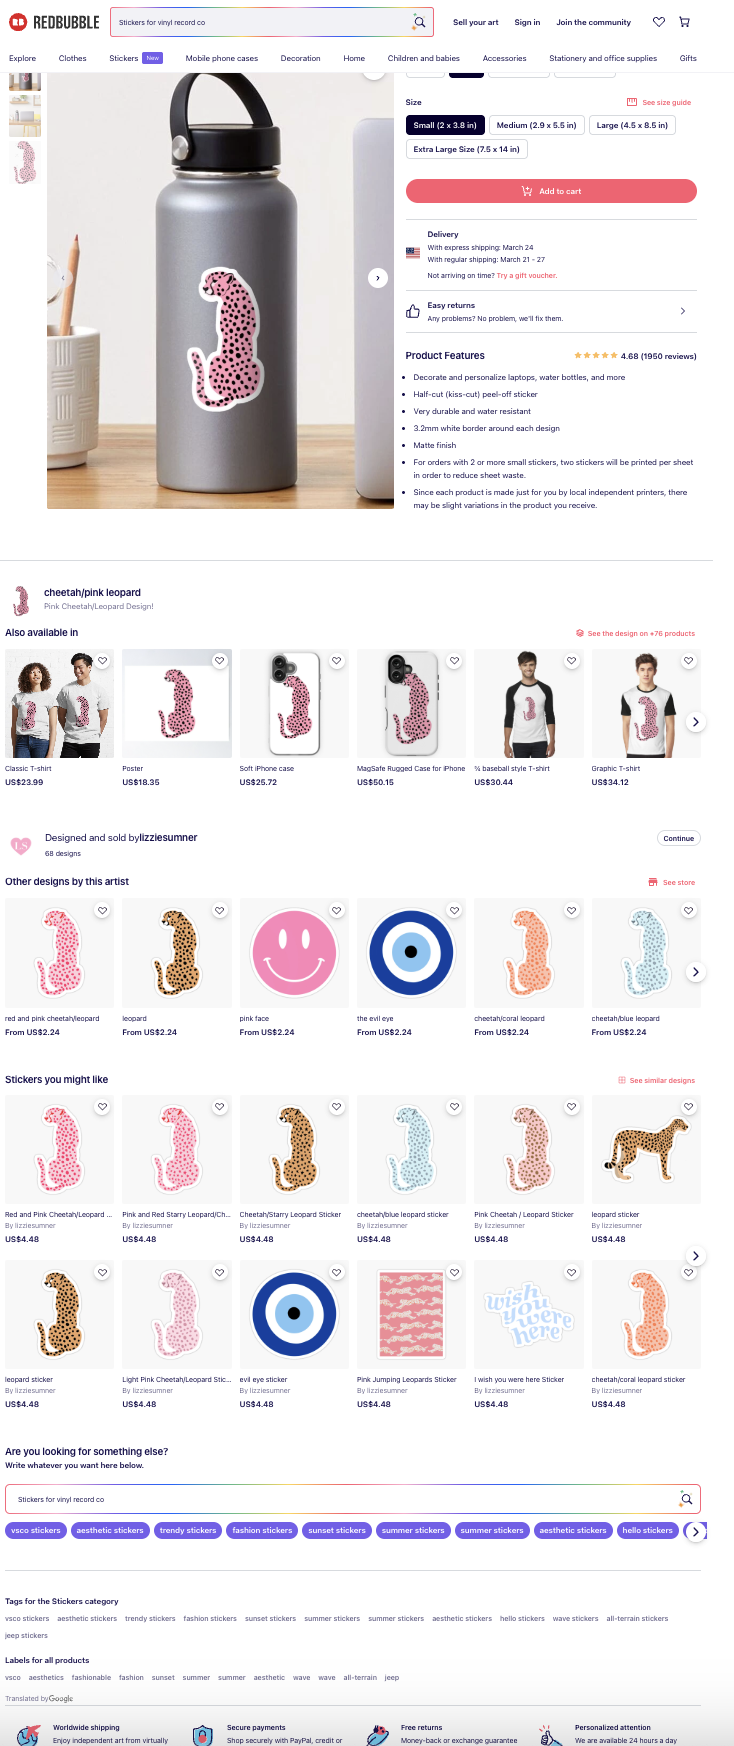 REDBUBBLE
Stickers for vinyl record co
Sell your art
Sign in
Join the community
Explore
Clothes
Stickers
New
Mobile phone cases
Decoration
Home
Children and babies
Accessories
Stationery and office supplies
Gifts
Size
See size guide
Small (2 x 3.8 in)
Medium (2.9 x 5.5 in)
Large (4.5 x 8.5 in)
Extra Large Size (7.5 x 14 in)
Add to cart
Delivery
With express shipping: March 24
With regular shipping: March 21 - 27
Not arriving on time? Try a gift voucher.
Easy returns
Any problems? No problem, we'll fix them.
Product Features
4.68 (1950 reviews)
Decorate and personalize laptops, water bottles, and more
Half-cut (kiss-cut) peel-off sticker
Very durable and water resistant
3.2mm white border around each design
Matte finish
For orders with 2 or more small stickers, two stickers will be printed per sheet
in order to reduce sheet waste.
Since each product is made just for you by local independent printers, there
may be slight variations in the product you receive.
cheetah/pink leopard
Pink Cheetah/Leopard Design!
Also available in
See the design on +76 products
Classic T-shirt
US$23.99
Poster
US$18.35
Soft iPhone case
US$25.72
MagSafe Rugged Case for iPhone
US$50.15
¾ baseball style T-shirt
US$30.44
Graphic T-shirt
US$34.12
LS
Designed and sold bylizziesumner
68 designs
Continue
Other designs by this artist
See store
red and pink cheetah/leopard
From US$2.24
leopard
From US$2.24
pink face
From US$2.24
the evil eye
From US$2.24
cheetah/coral leopard
From US$2.24
cheetah/blue leopard
From US$2.24
Stickers you might like
See similar designs
Red and Pink Cheetah/Leopard ...
By lizziesumner
US$4.48
Pink and Red Starry Leopard/Ch...
By lizziesumner
US$4.48
Cheetah/Starry Leopard Sticker
By lizziesumner
US$4.48
cheetah/blue leopard sticker
By lizziesumner
US$4.48
Pink Cheetah / Leopard Sticker
By lizziesumner
US$4.48
leopard sticker
By lizziesumner
US$4.48
wish
you were
here
leopard sticker
By lizziesumner
US$4.48
Light Pink Cheetah/Leopard Stic...
By lizziesumner
US$4.48
evil eye sticker
By lizziesumner
US$4.48
Pink Jumping Leopards Sticker
By lizziesumner
US$4.48
I wish you were here Sticker
By lizziesumner
US$4.48
cheetah/coral leopard sticker
By lizziesumner
US$4.48
Are you looking for something else?
Write whatever you want here below.
Stickers for vinyl record co
vsco stickers
aesthetic stickers
trendy stickers
fashion stickers
sunset stickers
summer stickers
summer stickers
aesthetic stickers
hello stickers
Tags for the Stickers category
vsco stickers aesthetic stickers trendy stickers fashion stickers sunset stickers summer stickers summer stickers aesthetic stickers hello stickers wave stickers all-terrain stickers
jeep stickers
Labels for all products
vsco aesthetics fashionable fashion sunset summer summer aesthetic wave wave all-terrain jeep
Translated byGoogle
Worldwide shipping
Enjoy independent art from virtually
Secure payments
Shop securely with PayPal, credit or
Free returns
Money-back or exchange guarantee
Personalized attention
We are available 24 hours a day